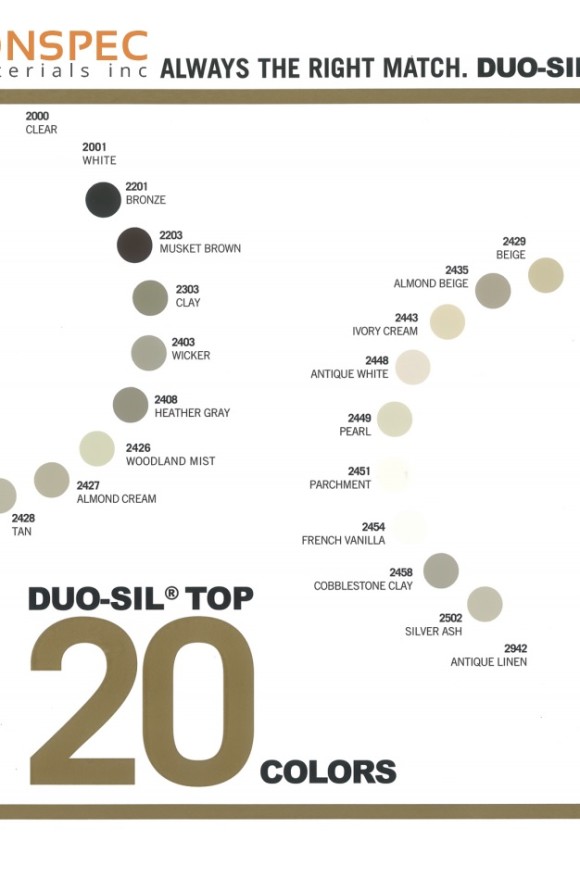 ONSPEC
terials inc
ALWAYS THE RIGHT MATCH. DUO-SIL
2000
CLEAR
2001
WHITE
2201
BRONZE
2203
MUSKET BROWN
2303
CLAY
2403
WICKER
2408
HEATHER GRAY
2426
WOODLAND MIST
2427
ALMOND CREAM
2428
TAN
2429
BEIGE
2435
ALMOND BEIGE
2443
IVORY CREAM
2448
ANTIQUE WHITE
2449
PEARL
2451
PARCHMENT
2454
FRENCH VANILLA
2458
COBBLESTONE CLAY
2502
SILVER ASH
2942
ANTIQUE LINEN
DUO-SIL® TOP
20
COLORS